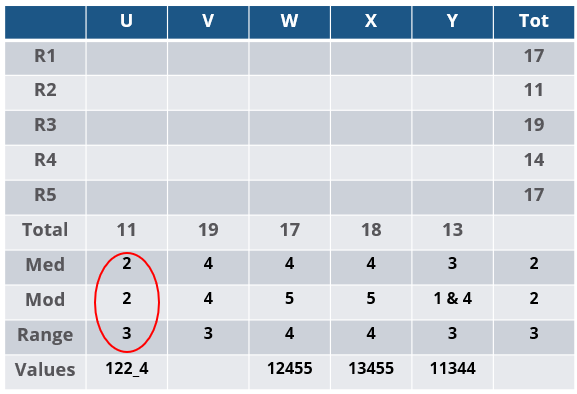 U V W X Y Tot
R1 17
R2 11
R3 19
R4 14
R5 17
Total 11 19 17 18 13
Med 2 4 4 4 3 2
Mod 2 4 5 5 1 & 4 2
Range 3 3 4 4 3 3
Values 122_4 12455 13455 11344